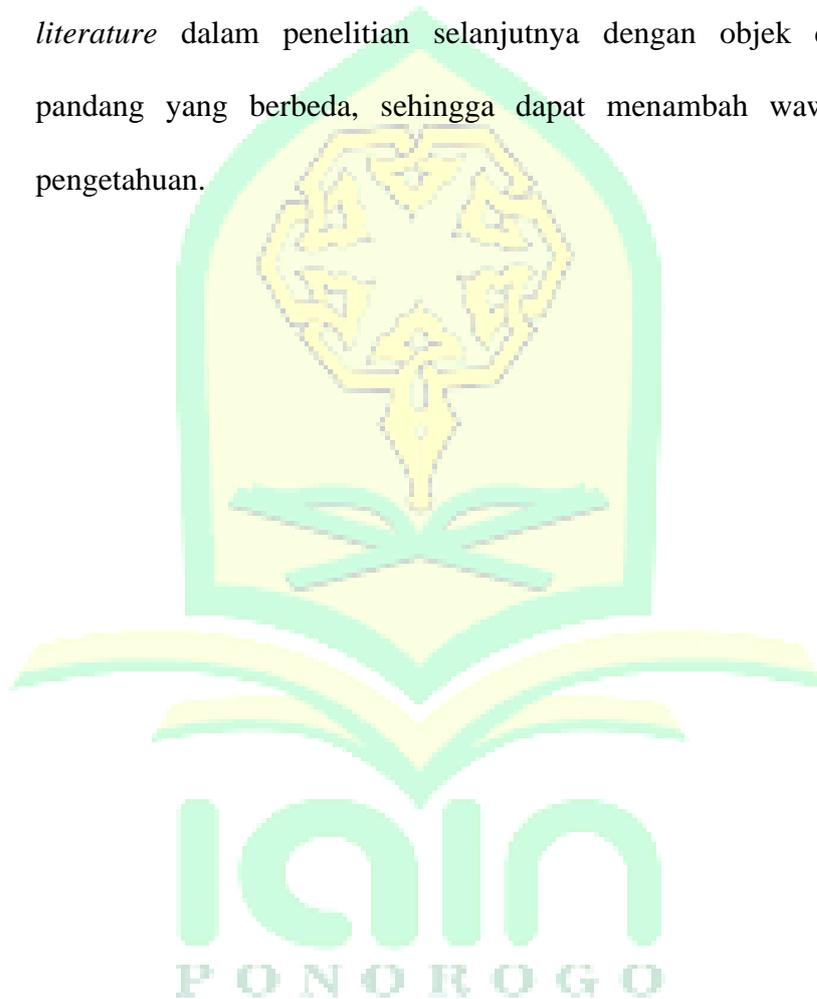 literature dalam penelitian selanjutnya dengan objek
pandang yang berbeda, sehingga dapat menambah
pengetahuan.
iain
PONOROGO